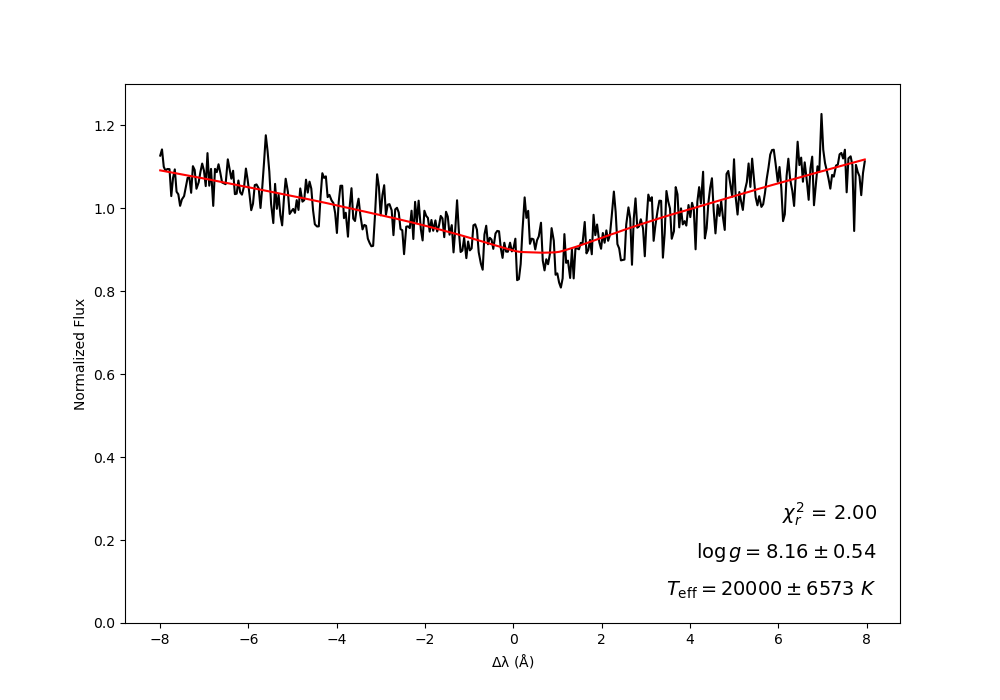 1.2
1.0
0.8
0.6
0.4
0.2
0.0
Normalized Flux
χ²ᵣ = 2.00
log g = 8.16 ± 0.54
T_eff = 20000 ± 6573 K
−8 −6 −4 −2 0 2 4 6 8
Δλ (Å)